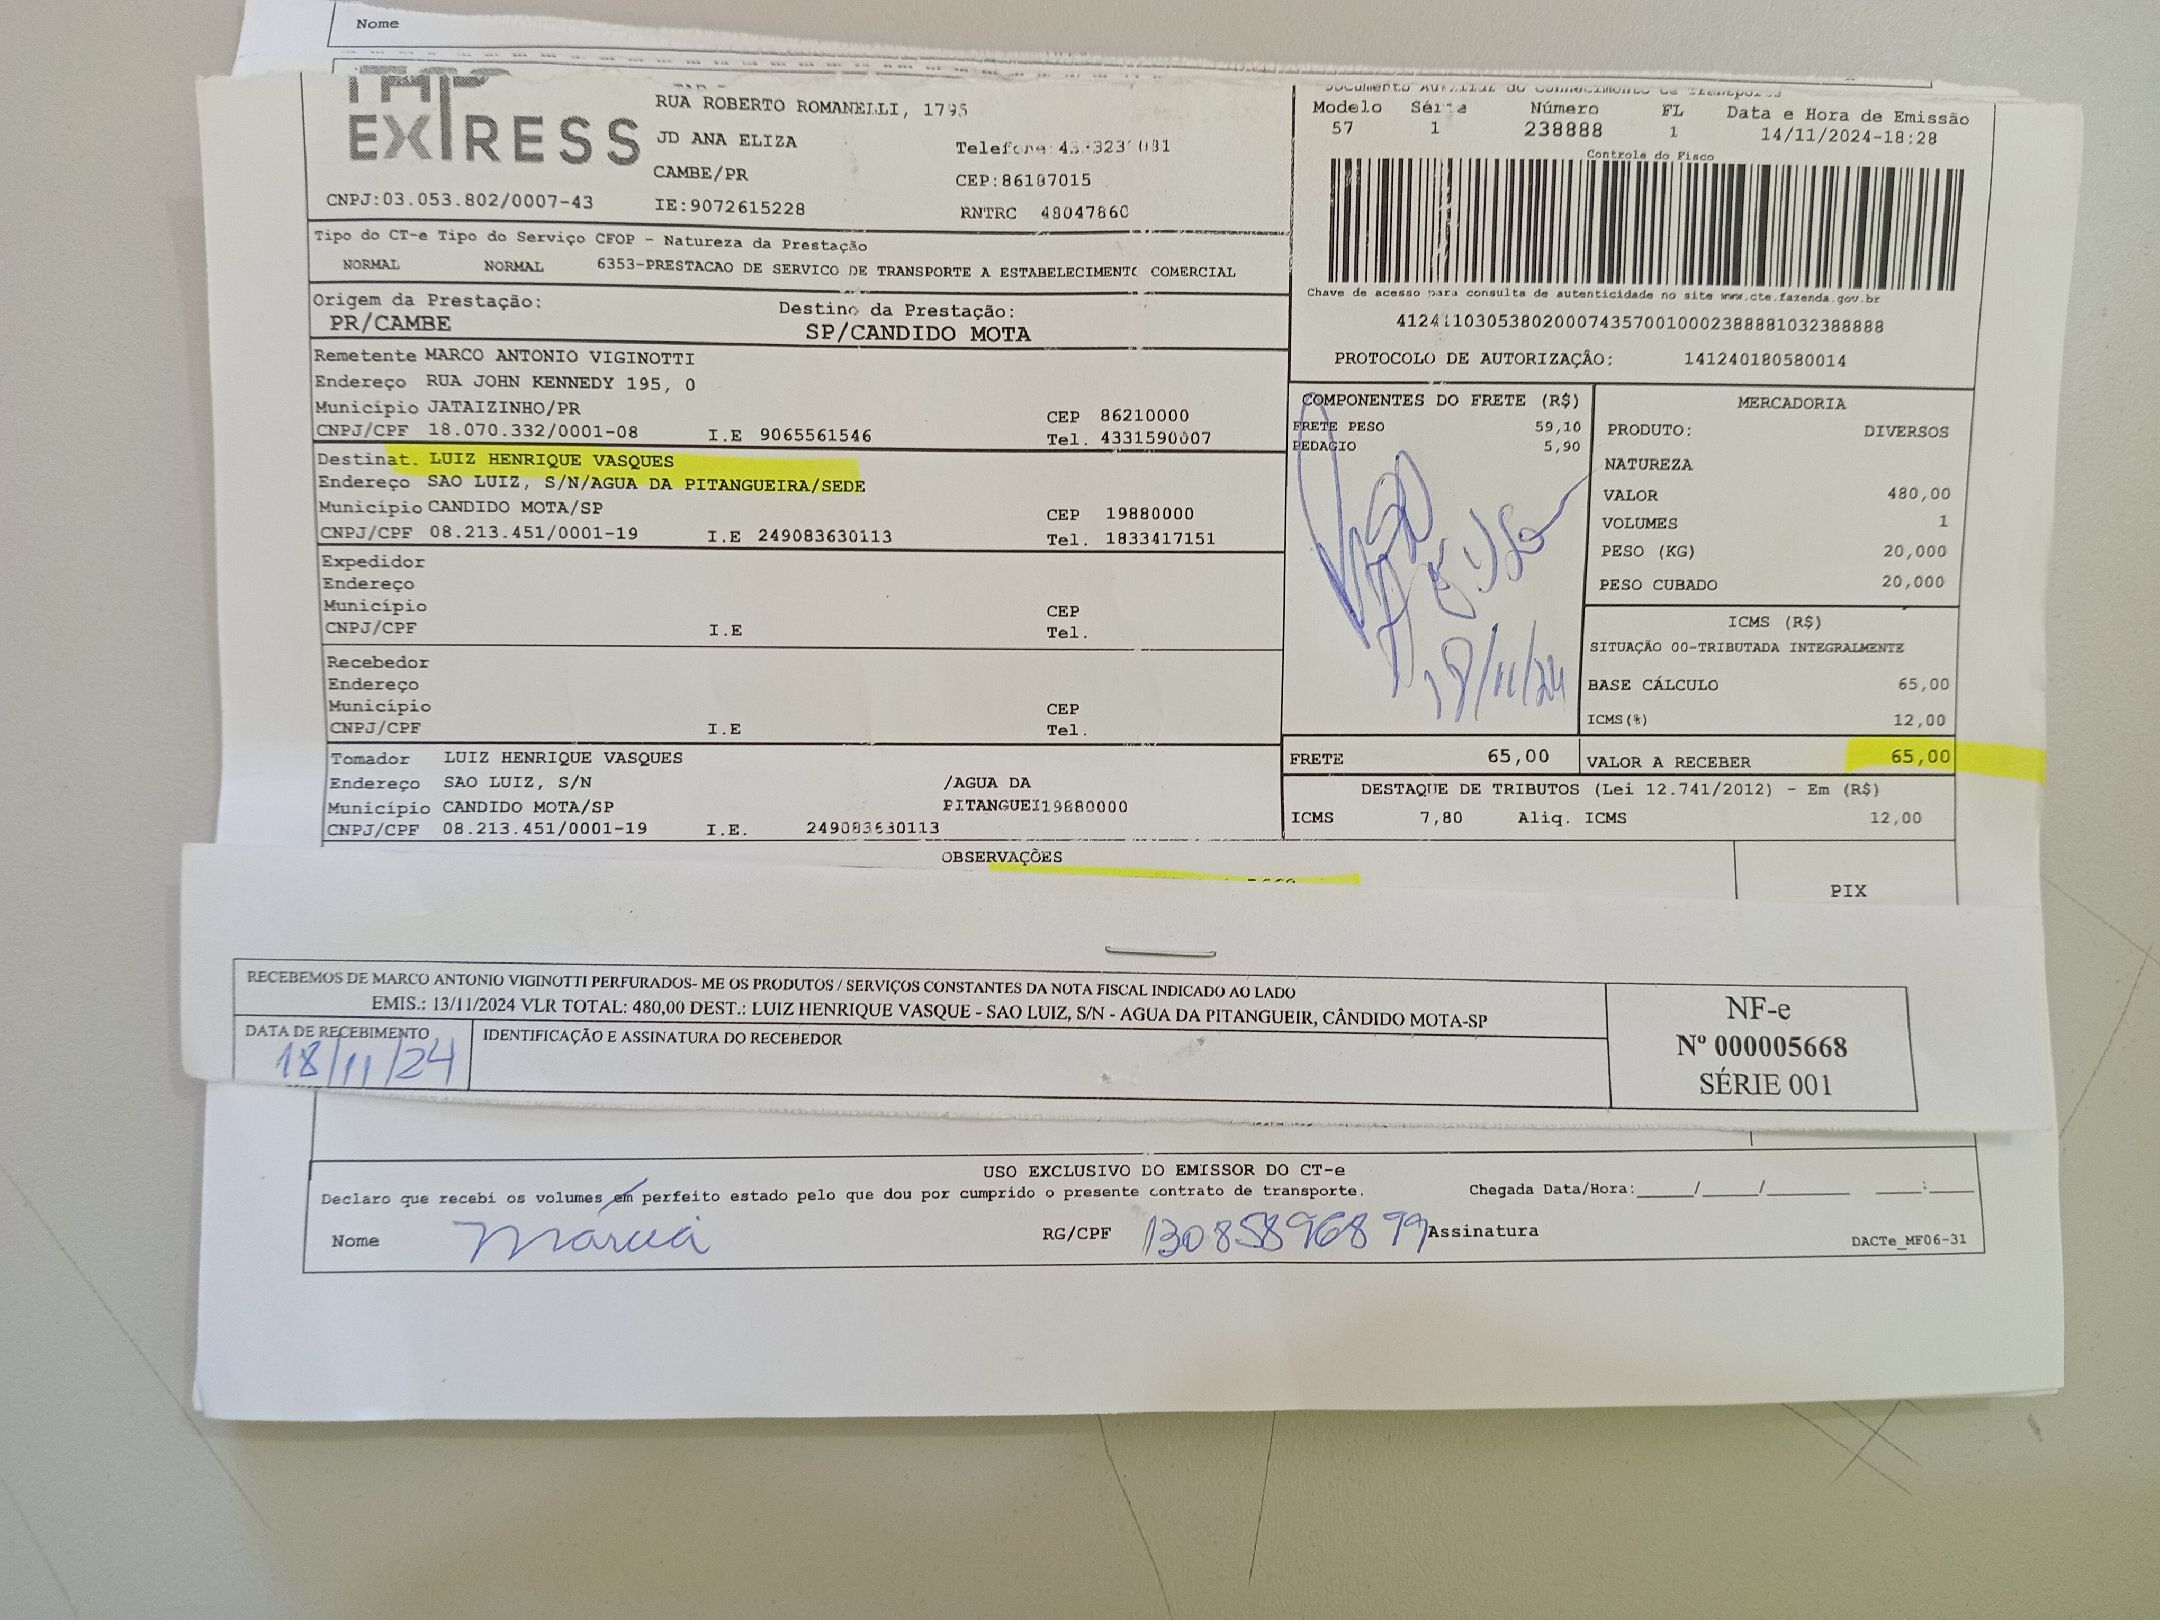 Nome
EXPRESS
RUA ROBERTO ROMANELLI, 1795
JD ANA ELIZA
CAMBE/PR
CEP:86187015
CNPJ:03.053.802/0007-43
IE:9072615228
RNTRC 48047860
Documento Auxiliar do Conhecimento de Transportes
Modelo Série Número FL Data e Hora de Emissão
57 1 238888 1 14/11/2024-18:28
Controle do Fisco
Chave de acesso para consulta de autenticidade no site www.cte.fazenda.gov.br
41241103053802000743570010002388881032388888
PROTOCOLO DE AUTORIZAÇÃO: 141240180580014
Tipo do CT-e Tipo do Serviço CFOP - Natureza da Prestação
NORMAL NORMAL 6353-PRESTACAO DE SERVICO DE TRANSPORTE A ESTABELECIMENTO COMERCIAL
Origem da Prestação: Destino da Prestação:
PR/CAMBE SP/CANDIDO MOTA
Remetente MARCO ANTONIO VIGINOTTI
Endereço RUA JOHN KENNEDY 195, 0
Município JATAIZINHO/PR CEP 86210000
CNPJ/CPF 18.070.332/0001-08 I.E 9065561546 Tel. 4331590007
Destinat. LUIZ HENRIQUE VASQUES
Endereço SAO LUIZ, S/N/AGUA DA PITANGUEIRA/SEDE
Município CANDIDO MOTA/SP CEP 19880000
CNPJ/CPF 08.213.451/0001-19 I.E 249083630113 Tel. 1833417151
Expedidor
Endereço
Município CEP
CNPJ/CPF I.E Tel.
Recebedor
Endereço
Município CEP
CNPJ/CPF I.E Tel.
Tomador LUIZ HENRIQUE VASQUES
Endereço SAO LUIZ, S/N /AGUA DA
Município CANDIDO MOTA/SP PITANGUEI19880000
CNPJ/CPF 08.213.451/0001-19 I.E. 249083630113
COMPONENTES DO FRETE (R$)
FRETE PESO 59,10
PEDAGIO 5,90
18/11/24
MERCADORIA
PRODUTO: DIVERSOS
NATUREZA
VALOR 480,00
VOLUMES 1
PESO (KG) 20,000
PESO CUBADO 20,000
ICMS (R$)
SITUAÇÃO 00-TRIBUTADA INTEGRALMENTE
BASE CÁLCULO 65,00
ICMS(%) 12,00
FRETE 65,00 VALOR A RECEBER 65,00
DESTAQUE DE TRIBUTOS (Lei 12.741/2012) - Em (R$)
ICMS 7,80 Aliq. ICMS 12,00
OBSERVAÇÕES
PIX
RECEBEMOS DE MARCO ANTONIO VIGINOTTI PERFURADOS- ME OS PRODUTOS / SERVIÇOS CONSTANTES DA NOTA FISCAL INDICADO AO LADO
EMIS.: 13/11/2024 VLR TOTAL: 480,00 DEST.: LUIZ HENRIQUE VASQUE - SAO LUIZ, S/N - AGUA DA PITANGUEIR, CÂNDIDO MOTA-SP
DATA DE RECEBIMENTO IDENTIFICAÇÃO E ASSINATURA DO RECEBEDOR
18/11/24
NF-e
Nº 000005668
SÉRIE 001
USO EXCLUSIVO DO EMISSOR DO CT-e
Declaro que recebi os volumes em perfeito estado pelo que dou por cumprido o presente contrato de transporte. Chegada Data/Hora:____/____/______ ____:____
Nome RG/CPF 13085896899 Assinatura
DACTe_MF06-31